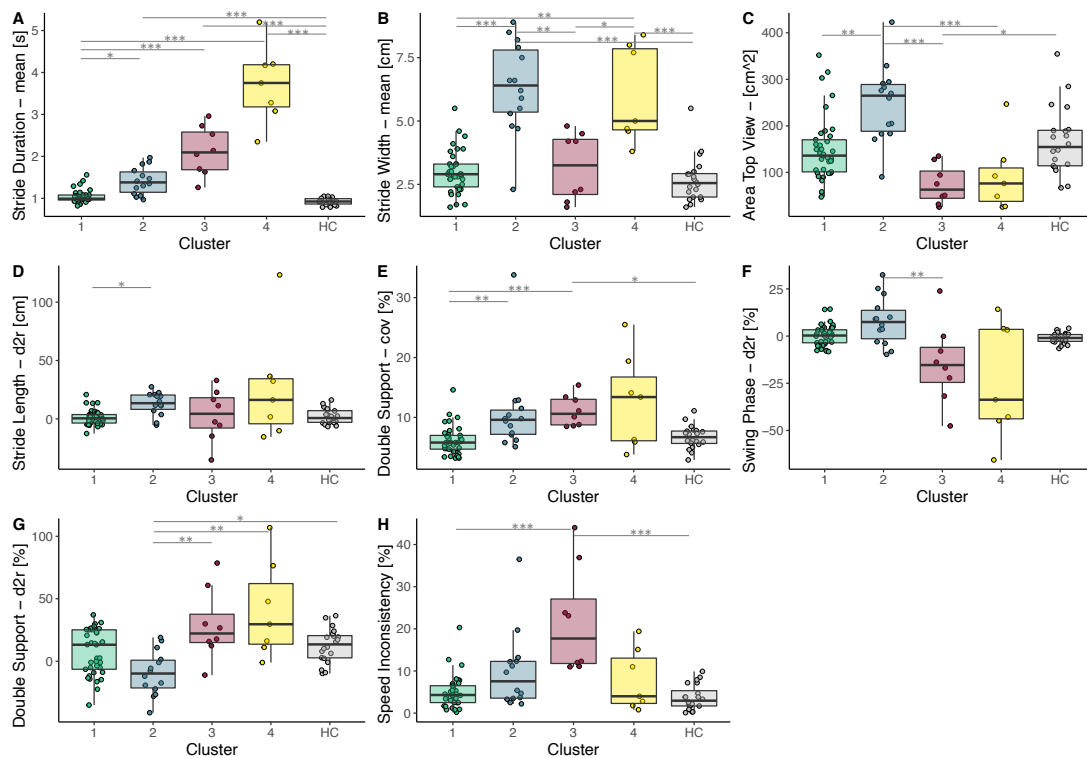 A
Stride Duration – mean [s]
5
4
3
2
1
***
***
***
***
***
*
1 2 3 4 HC
Cluster
B
Stride Width – mean [cm]
7.5
5.0
2.5
**
***
*
**
***
***
1 2 3 4 HC
Cluster
C
Area Top View – [cm^2]
400
300
200
100
0
***
**
*
***
1 2 3 4 HC
Cluster
D
Stride Length – d2r [cm]
100
50
0
*
1 2 3 4 HC
Cluster
E
Double Support – cov [%]
30
20
10
*
***
**
1 2 3 4 HC
Cluster
F
Swing Phase – d2r [%]
25
0
−25
−50
**
1 2 3 4 HC
Cluster
G
Double Support – d2r [%]
100
50
0
*
**
**
1 2 3 4 HC
Cluster
H
Speed Inconsistency [%]
40
30
20
10
0
***
***
1 2 3 4 HC
Cluster